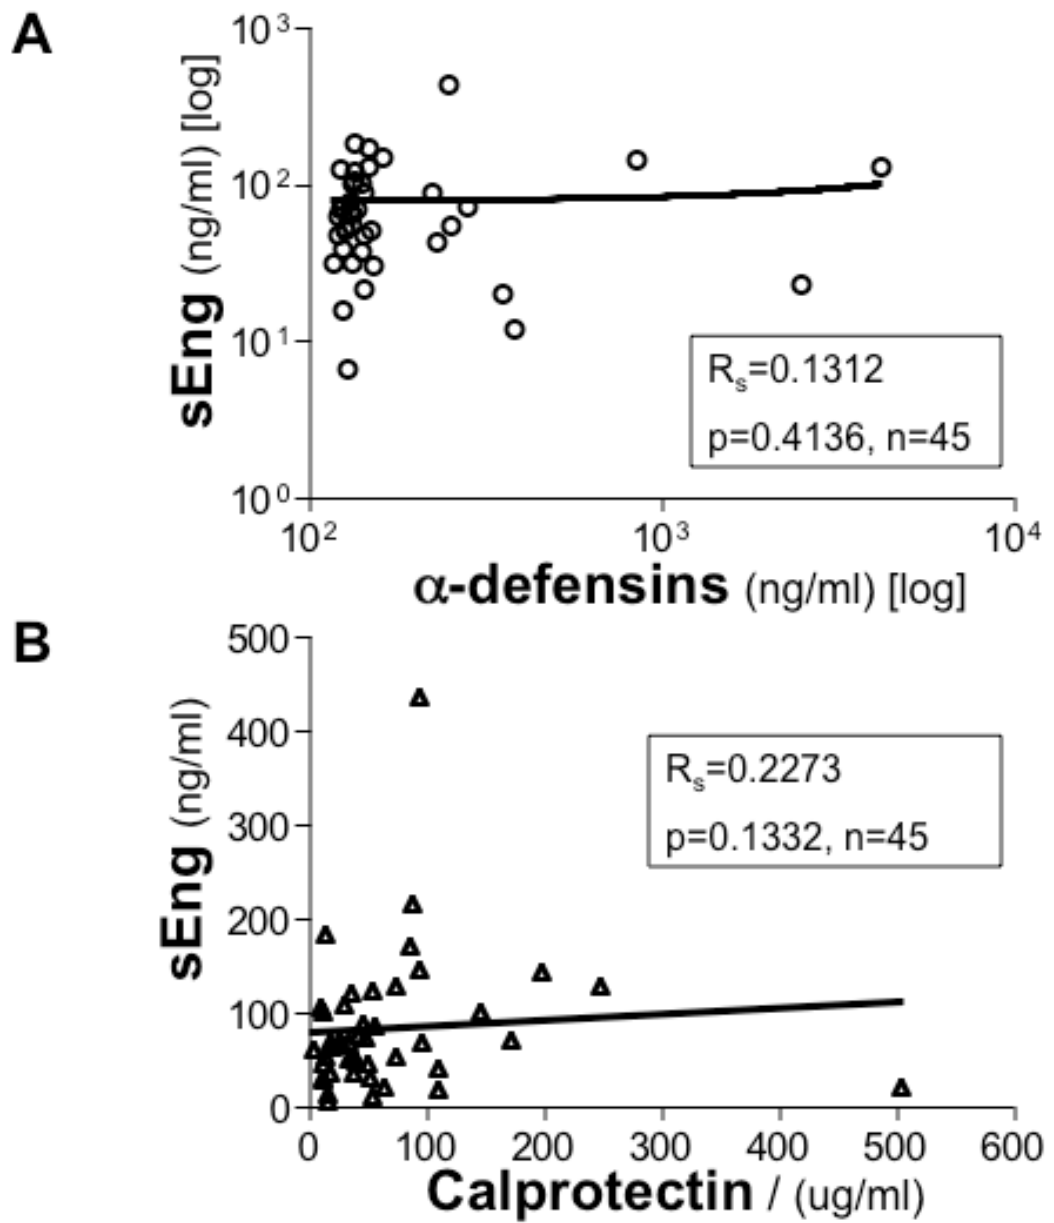 A
sEng (ng/ml) [log]
10³
10²
10¹
10⁰
Rs=0.1312
p=0.4136, n=45
10² 10³ 10⁴
α-defensins (ng/ml) [log]
B
sEng (ng/ml)
500
400
300
200
100
0
Rs=0.2273
p=0.1332, n=45
0 100 200 300 400 500 600
Calprotectin / (ug/ml)